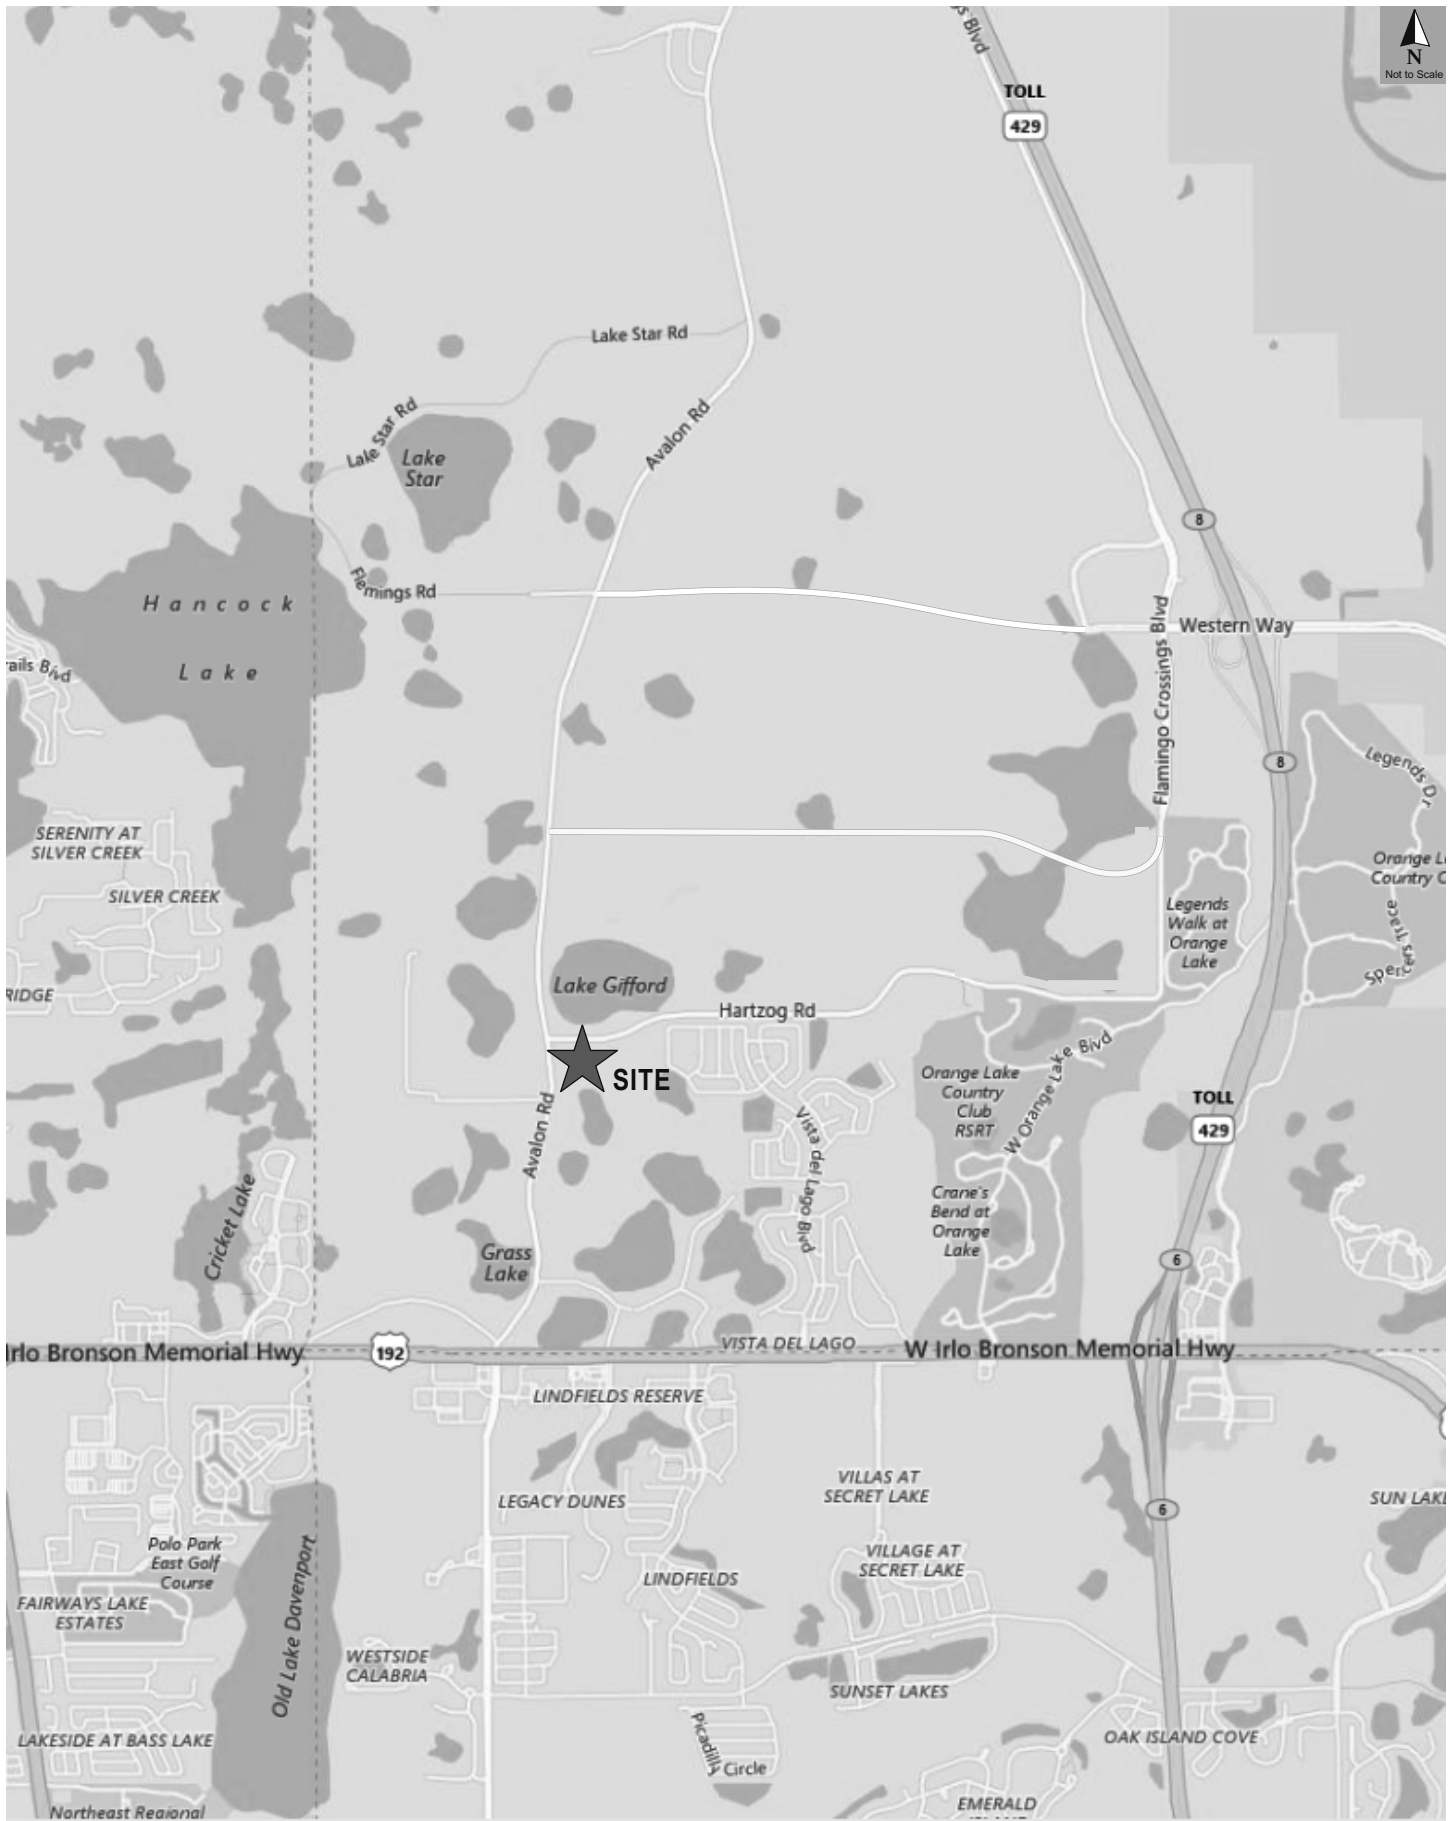 gs Blvd
N
Not to Scale
TOLL
429
Lake Star Rd
Lake Star Rd
Avalon Rd
Lake
Star
8
Flemings Rd
Hancock
Lake
Flamingo Crossings Blvd
Western Way
ails Blvd
8
Legends Dr
SERENITY AT
SILVER CREEK
SILVER CREEK
Orange L
Country C
Legends
Walk at
Orange
Lake
Spencers Trace
RIDGE
Lake Gifford
Hartzog Rd
SITE
Orange Lake
Country
Club
RSRT
W Orange Lake Blvd
TOLL
429
Avalon Rd
Vista del Lago Blvd
Cricket Lake
Crane's
Bend at
Orange
Lake
Grass
Lake
6
Irlo Bronson Memorial Hwy
192
VISTA DEL LAGO
W Irlo Bronson Memorial Hwy
LINDFIELDS RESERVE
LEGACY DUNES
VILLAS AT
SECRET LAKE
SUN LAKE
6
Polo Park
East Golf
Course
VILLAGE AT
SECRET LAKE
LINDFIELDS
FAIRWAYS LAKE
ESTATES
Old Lake Davenport
WESTSIDE
CALABRIA
SUNSET LAKES
LAKESIDE AT BASS LAKE
Picadilly Circle
OAK ISLAND COVE
Northeast Regional
EMERALD